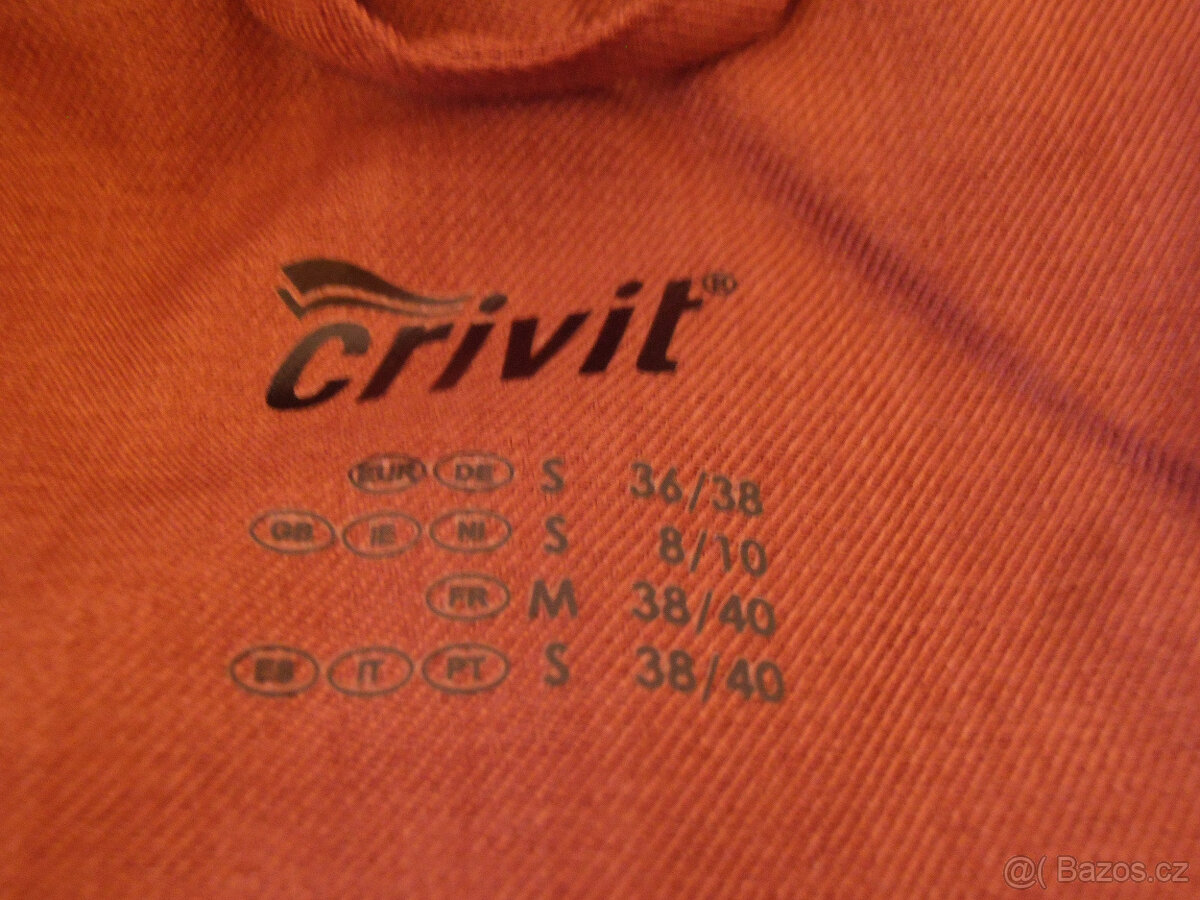 crivit®
EUR DE S 36/38
GB IE NI S 8/10
FR M 38/40
ES IT PT S 38/40
@( Bazos.cz